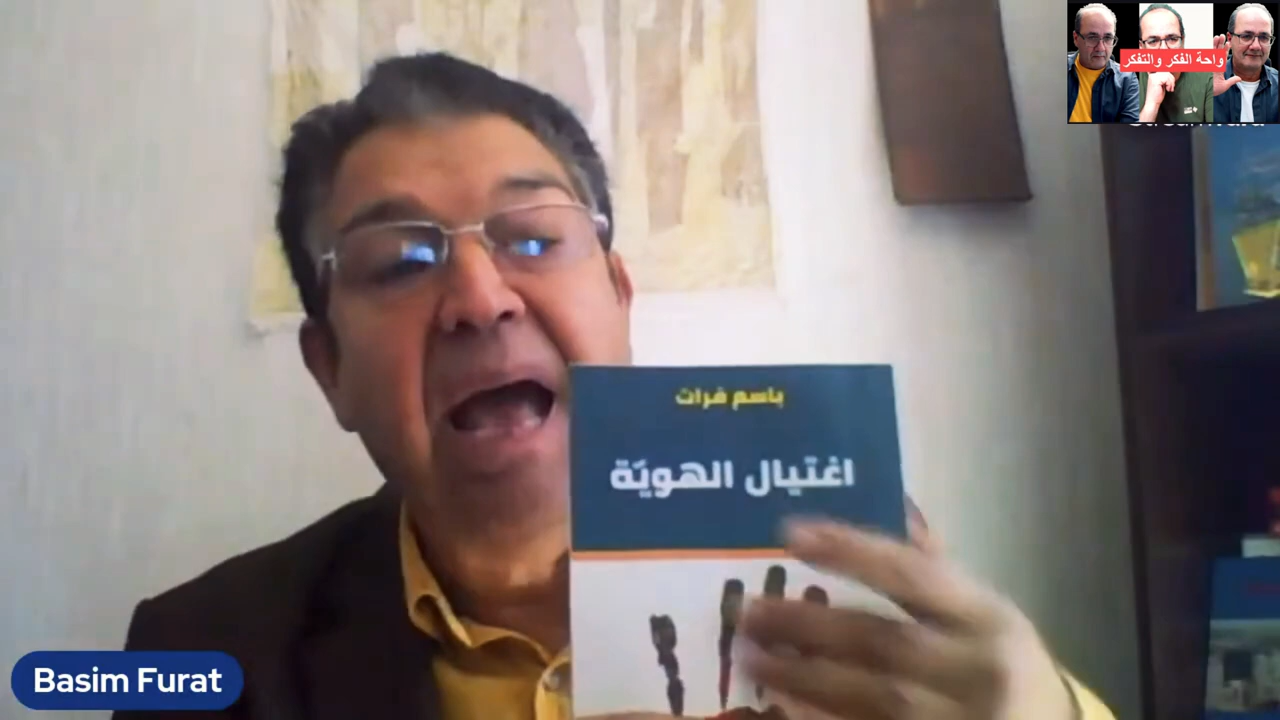 واحة الفكر والتفكر
باسم فرات
اغتيال الهويّة
Basim Furat